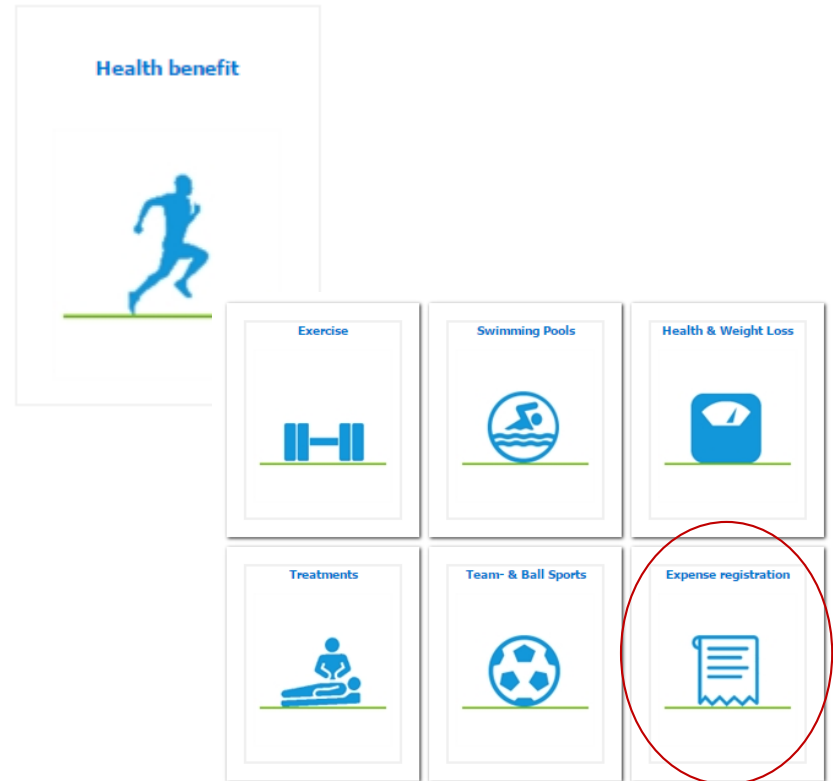 Health benefit
Exercise
Swimming Pools
Health & Weight Loss
Treatments
Team- & Ball Sports
Expense registration